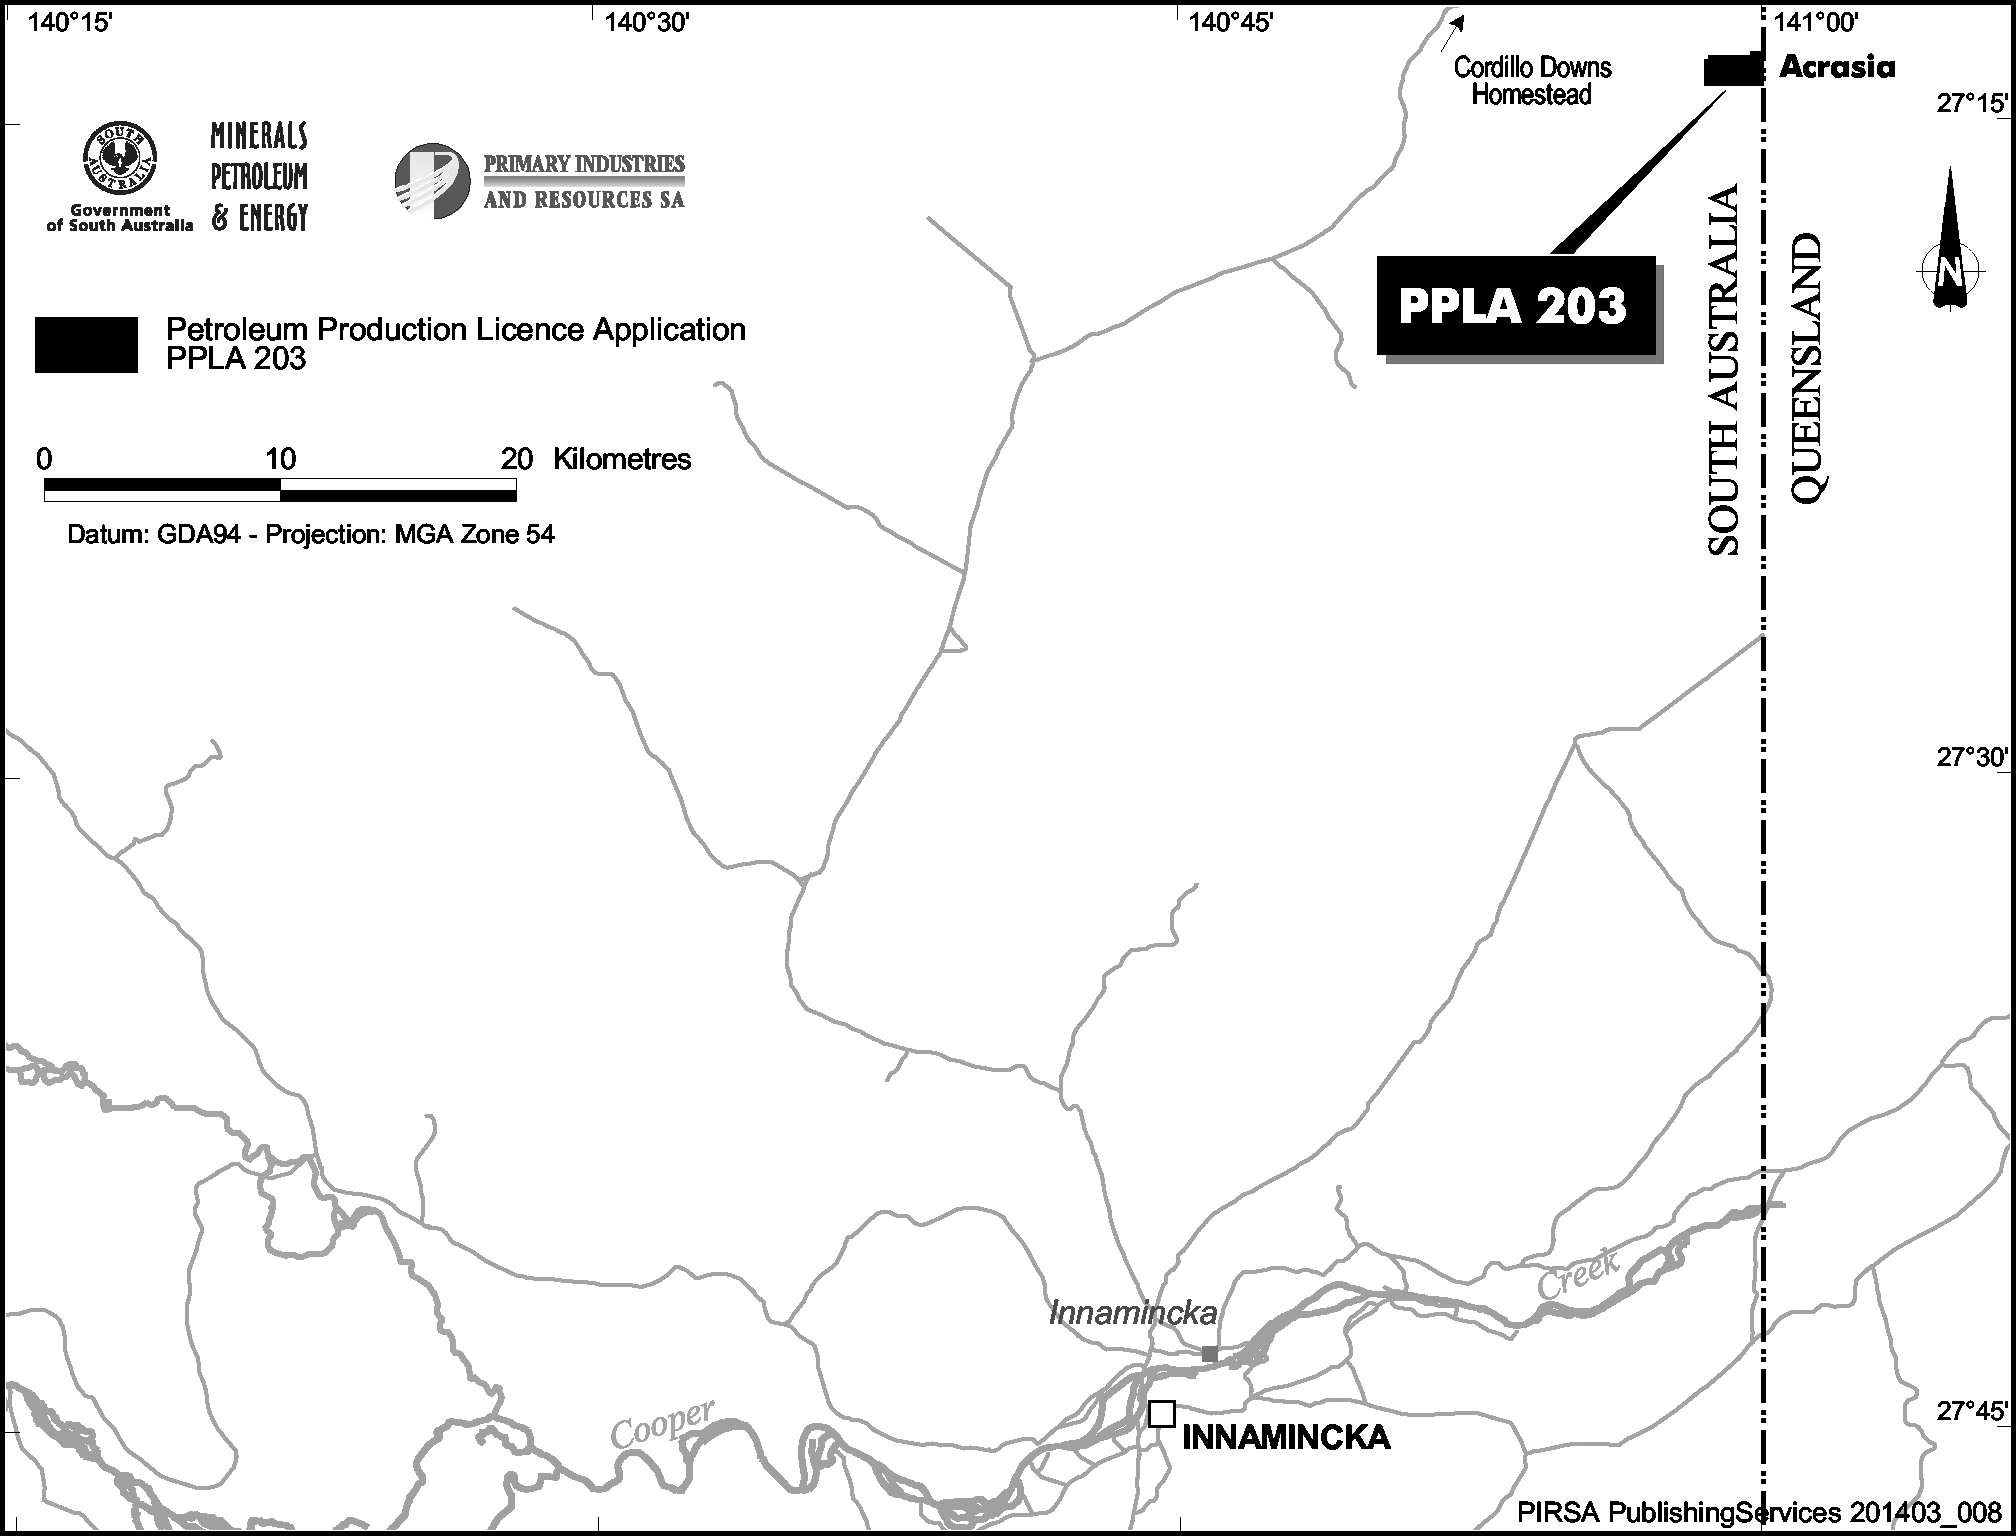 140°15'
140°30'
140°45'
141°00'
Cordillo Downs
Homestead
Acrasia
27°15'
SOUTH
AUSTRALIA
Government
of South Australia
MINERALS
PETROLEUM
& ENERGY
PRIMARY INDUSTRIES
AND RESOURCES SA
PPLA 203
SOUTH AUSTRALIA
QUEENSLAND
N
Petroleum Production Licence Application
PPLA 203
0 10 20 Kilometres
Datum: GDA94 - Projection: MGA Zone 54
27°30'
Creek
Innamincka
Cooper
INNAMINCKA
27°45'
PIRSA PublishingServices 201403_008